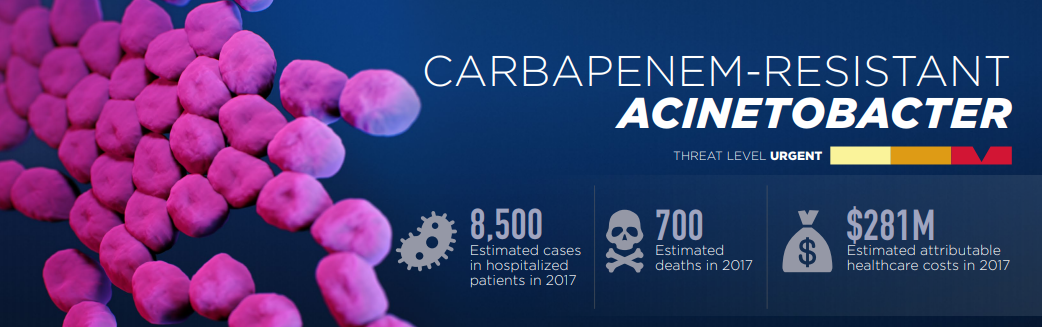 CARBAPENEM-RESISTANT
ACINETOBACTER
THREAT LEVEL URGENT
8,500
Estimated cases
in hospitalized
patients in 2017
700
Estimated
deaths in 2017
$
$281M
Estimated attributable
healthcare costs in 2017